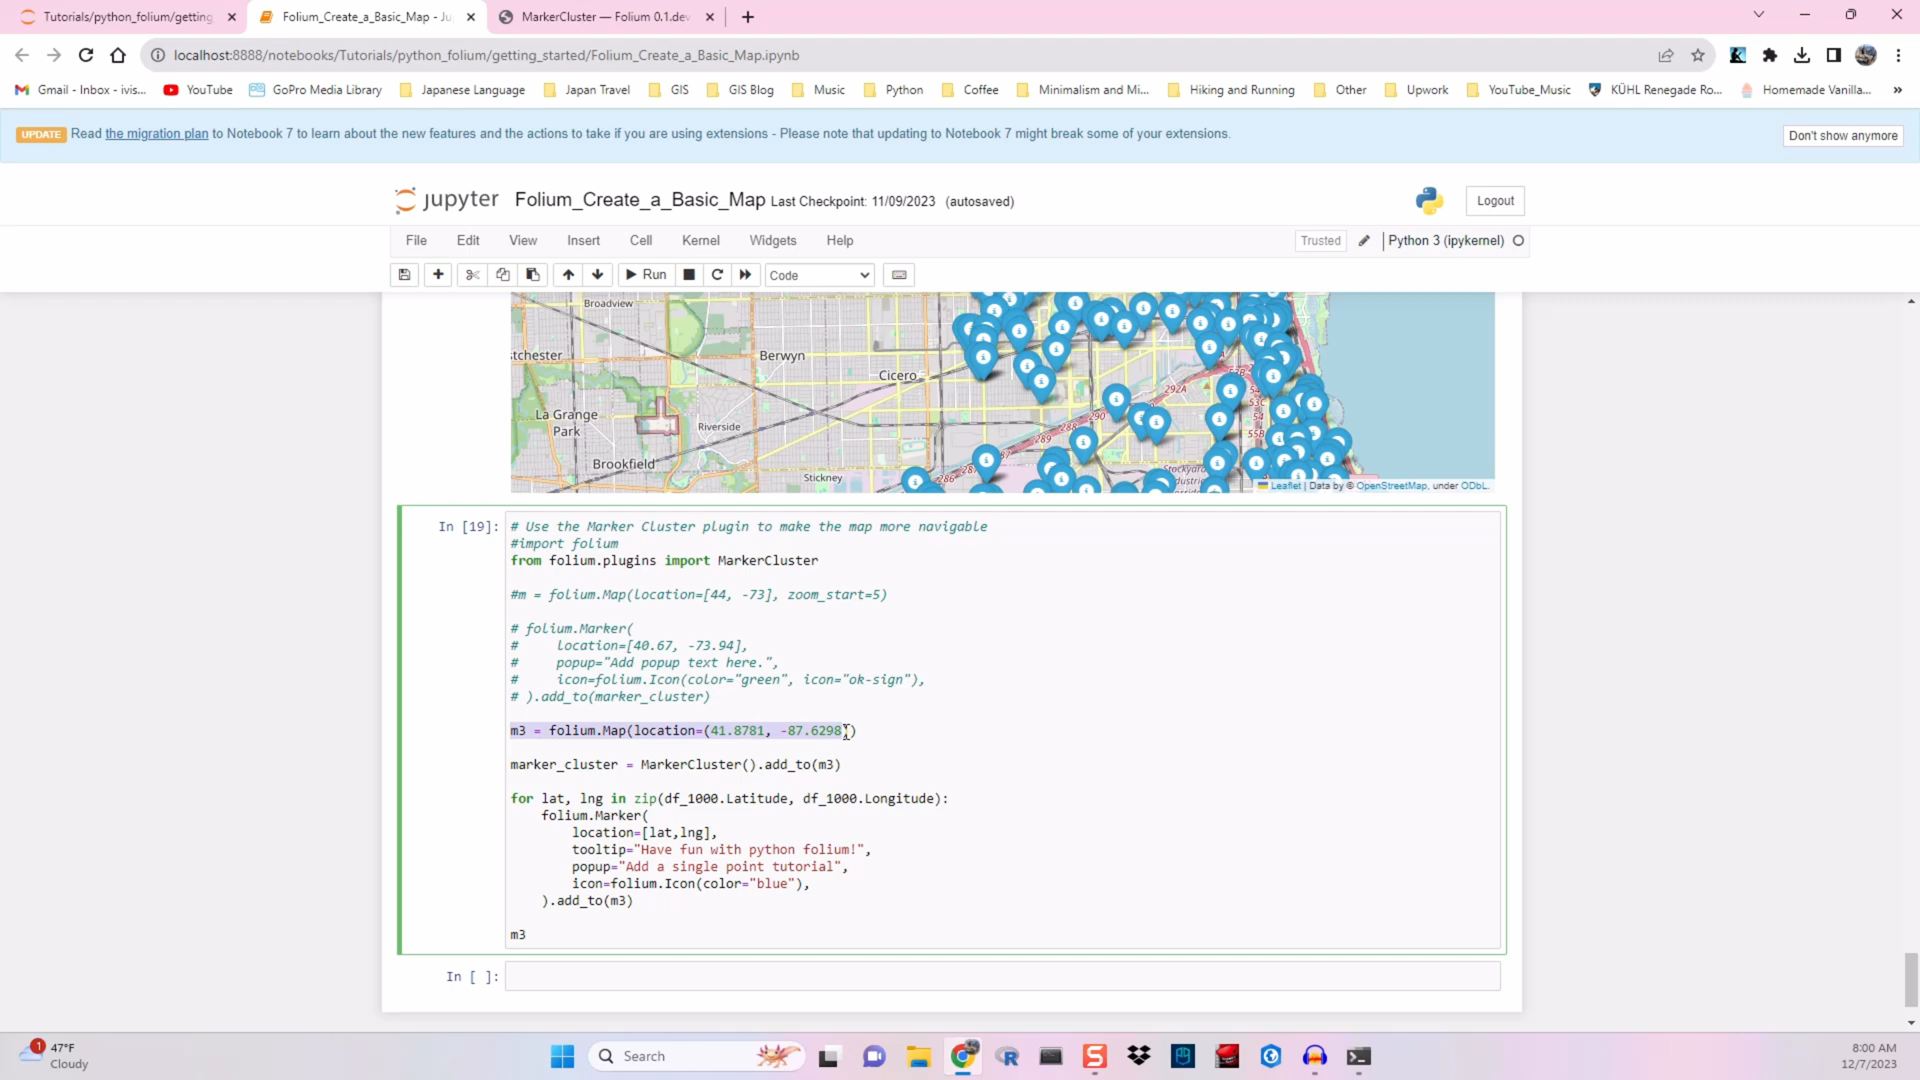 Tutorials/python_folium/getting
Folium_Create_a_Basic_Map - Ju
MarkerCluster — Folium 0.1.dev
localhost:8888/notebooks/Tutorials/python_folium/getting_started/Folium_Create_a_Basic_Map.ipynb
Gmail - Inbox - ivis... YouTube GoPro Media Library Japanese Language Japan Travel GIS GIS Blog Music Python Coffee Minimalism and Mi... Hiking and Running Other Upwork YouTube_Music KÜHL Renegade Ro... Homemade Vanilla... »
UPDATE Read the migration plan to Notebook 7 to learn about the new features and the actions to take if you are using extensions - Please note that updating to Notebook 7 might break some of your extensions. Don't show anymore
jupyter Folium_Create_a_Basic_Map Last Checkpoint: 11/09/2023 (autosaved) Logout
File Edit View Insert Cell Kernel Widgets Help Trusted Python 3 (ipykernel)
Run Code
Broadview
tchester
Berwyn
Cicero
292A
53C
54
La Grange
Park
Riverside
290
288
289
55B
Brookfield
Stickney
286
Stockyards
Leaflet | Data by © OpenStreetMap, under ODbL.
In [19]: # Use the Marker Cluster plugin to make the map more navigable
#import folium
from folium.plugins import MarkerCluster
#m = folium.Map(location=[44, -73], zoom_start=5)
# folium.Marker(
#     location=[40.67, -73.94],
#     popup="Add popup text here.",
#     icon=folium.Icon(color="green", icon="ok-sign"),
# ).add_to(marker_cluster)
m3 = folium.Map(location=(41.8781, -87.6298))
marker_cluster = MarkerCluster().add_to(m3)
for lat, lng in zip(df_1000.Latitude, df_1000.Longitude):
    folium.Marker(
        location=[lat,lng],
        tooltip="Have fun with python folium!",
        popup="Add a single point tutorial",
        icon=folium.Icon(color="blue"),
    ).add_to(m3)
m3
In [ ]:
1
47°F
Cloudy
Search
8:00 AM
12/7/2023